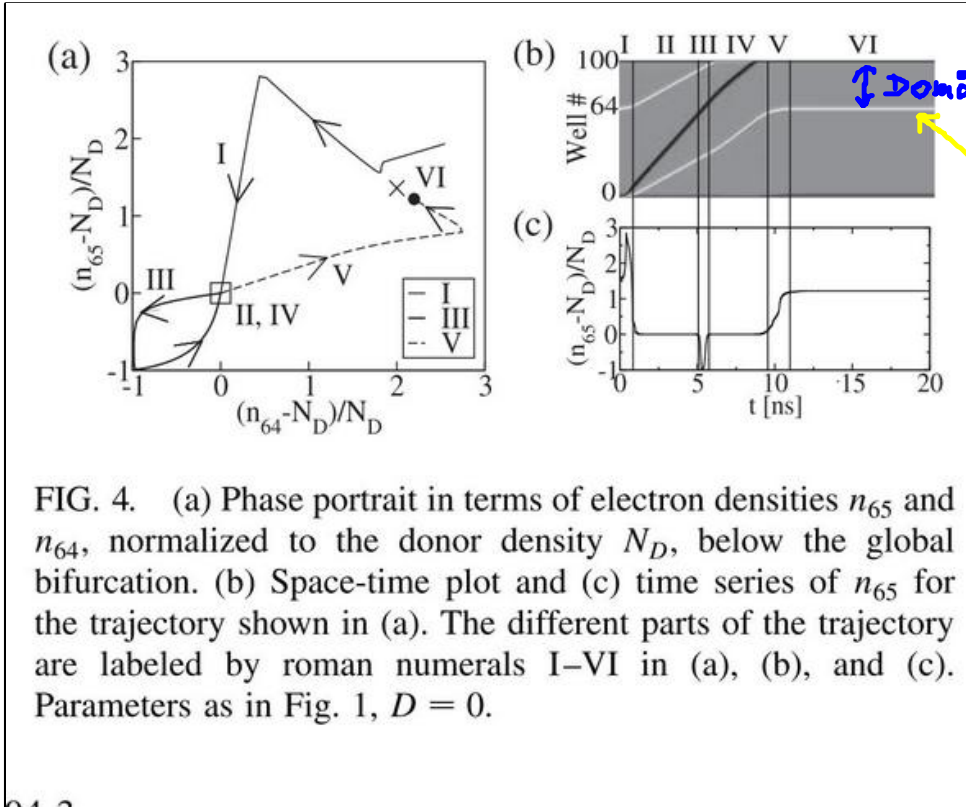 (a)
3
2
1
0
-1
(n65-ND)/ND
I
VI
III
V
II, IV
I
III
V
-1
0
1
2
3
(n64-ND)/ND
(b)
I II III IV V VI
100
64
0
Well #
(c)
3
2
1
0
-1
(n65-ND)/ND
0
5
10
15
20
t [ns]
FIG. 4. (a) Phase portrait in terms of electron densities n65 and
n64, normalized to the donor density ND, below the global
bifurcation. (b) Space-time plot and (c) time series of n65 for
the trajectory shown in (a). The different parts of the trajectory
are labeled by roman numerals I–VI in (a), (b), and (c).
Parameters as in Fig. 1, D = 0.